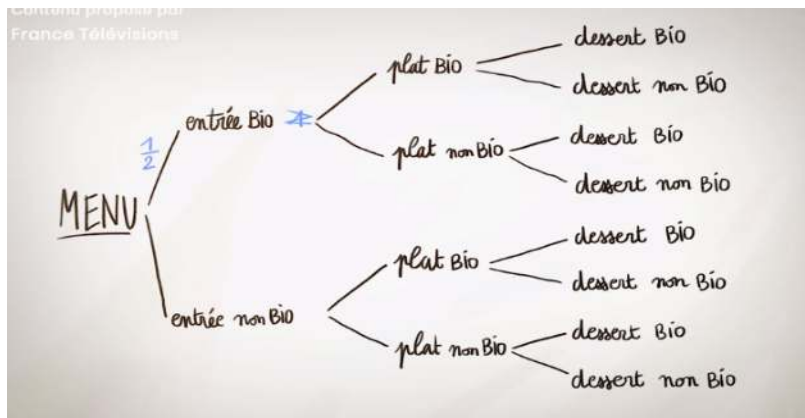 Contenu proposé par
France Télévisions
MENU
1/2
entrée Bio
plat Bio
dessert Bio
dessert non Bio
plat non Bio
dessert Bio
dessert non Bio
entrée non Bio
plat Bio
dessert Bio
dessert non Bio
plat non Bio
dessert Bio
dessert non Bio